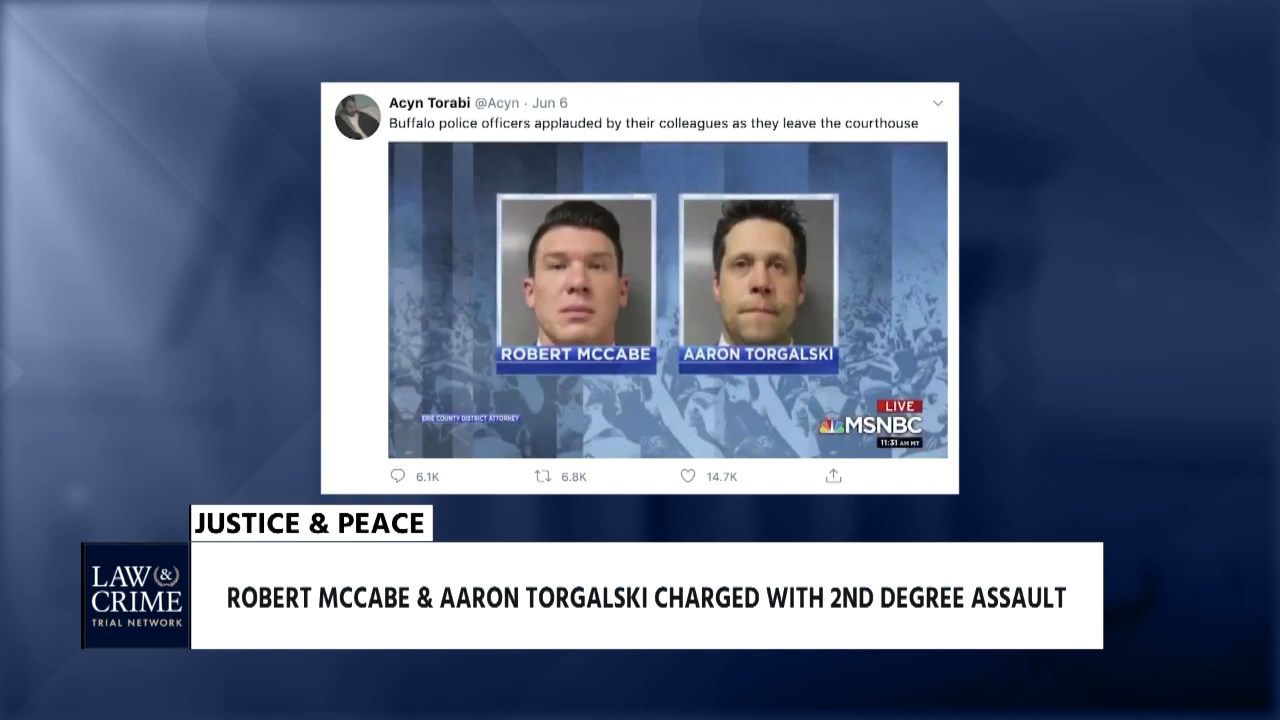 Acyn Torabi @Acyn · Jun 6
Buffalo police officers applauded by their colleagues as they leave the courthouse
ROBERT MCCABE
AARON TORGALSKI
ERIE COUNTY DISTRICT ATTORNEY
LIVE
MSNBC
11:31 AM MT
6.1K
6.8K
14.7K
JUSTICE & PEACE
LAW &
CRIME
TRIAL NETWORK
ROBERT MCCABE & AARON TORGALSKI CHARGED WITH 2ND DEGREE ASSAULT